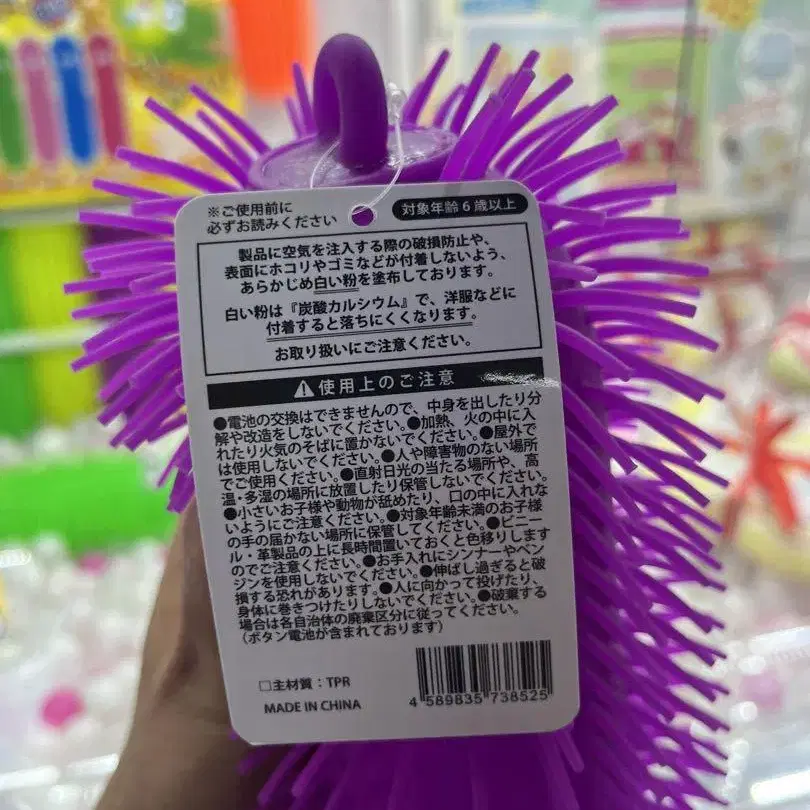 ※ご使用前に
必ずお読みください
対象年齢6歳以上
製品に空気を注入する際の破損防止や、
表面にホコリやゴミなどが付着しないよう、
あらかじめ白い粉を塗布しております。
白い粉は『炭酸カルシウム』で、洋服などに
付着すると落ちにくくなります。
お取り扱いにご注意ください。
⚠使用上のご注意
●電池の交換はできませんので、中身を出したり分
解や改造をしないでください。●加熱、火の中に入
れたり火気のそばに置かないでください。●屋外で
は使用しないでください。●人や障害物のない場所
でご使用ください。●直射日光の当たる場所や、高
温・多湿の場所に放置したり保管しないでください。
●小さいお子様や動物が舐めたり、口の中に入れな
いようにご注意ください。●対象年齢未満のお子様
の手の届かない場所に保管してください。●ビニー
ル・革製品の上に長時間置いておくと色移りします
のでご注意ください。●お手入れにシンナーやベン
ジンを使用しないでください。●伸ばし過ぎると破
損する恐れがあります。●人に向かって投げたり、
身体に巻きつけたりしないでください。●破棄する
場合は各自治体の廃棄区分に従ってください。
（ボタン電池が含まれております）
□主材質：TPR
MADE IN CHINA
4 589835 738525